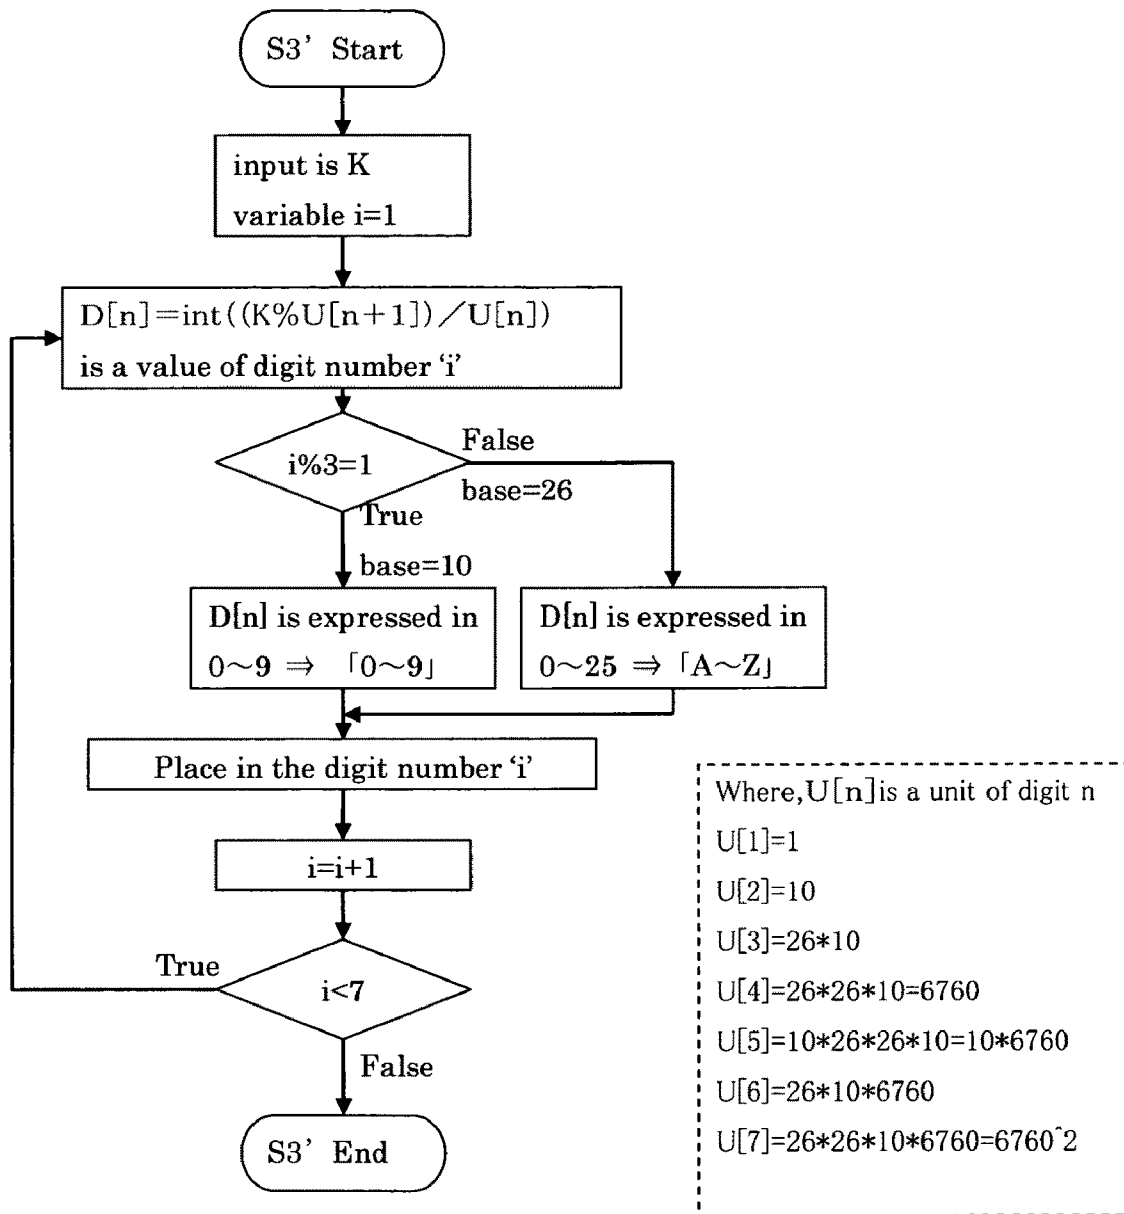 S3’ Start
input is K
variable i=1
D[n]=int((K%U[n+1])／U[n])
is a value of digit number ‘i’
i%3=1
False
base=26
True
base=10
D[n] is expressed in
0～9 ⇒ 「0～9」
D[n] is expressed in
0～25 ⇒ 「A～Z」
Place in the digit number ‘i’
i=i+1
i<7
True
False
S3’ End
Where,U[n]is a unit of digit n
U[1]=1
U[2]=10
U[3]=26*10
U[4]=26*26*10=6760
U[5]=10*26*26*10=10*6760
U[6]=26*10*6760
U[7]=26*26*10*6760=6760^2